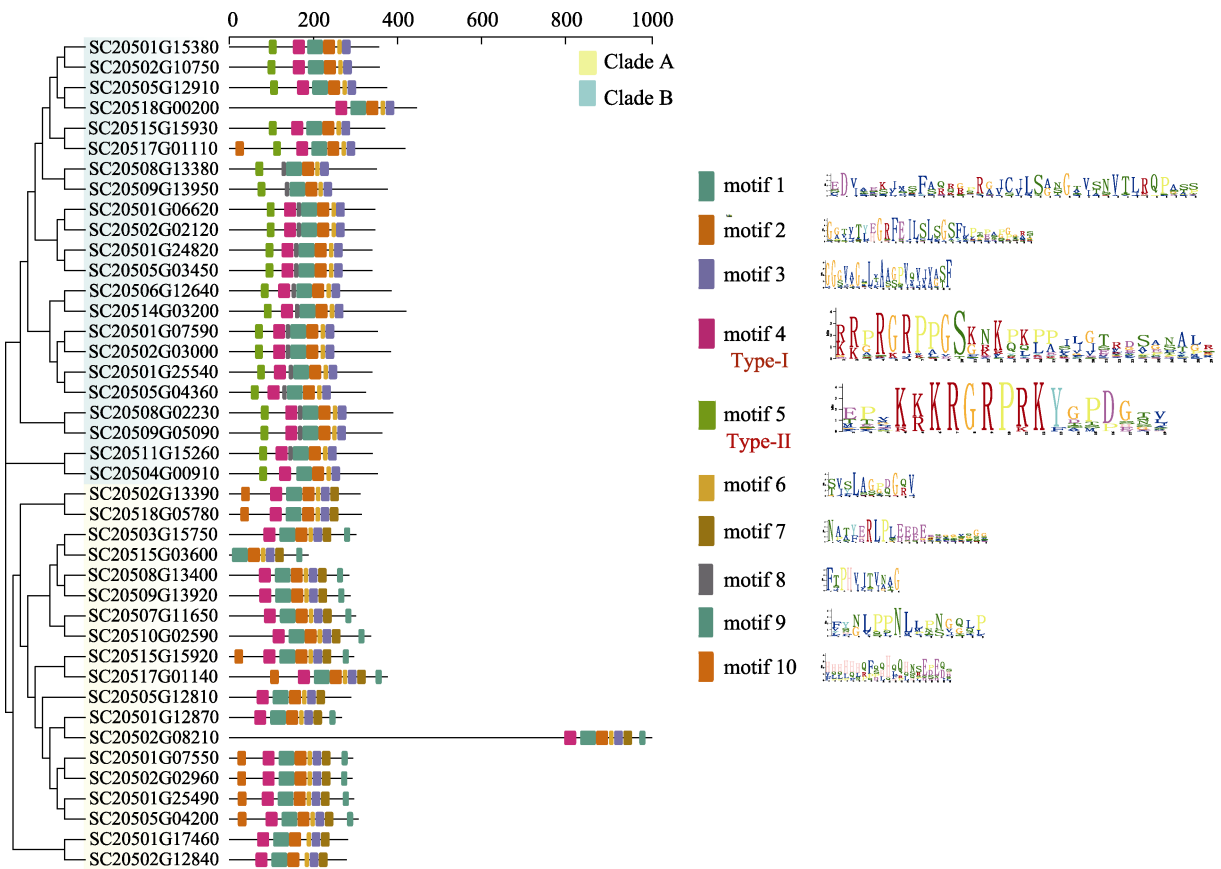 0 200 400 600 800 1000
Clade A
Clade B
SC20501G15380
SC20502G10750
SC20505G12910
SC20518G00200
SC20515G15930
SC20517G01110
SC20508G13380
SC20509G13950
SC20501G06620
SC20502G02120
SC20501G24820
SC20505G03450
SC20506G12640
SC20514G03200
SC20501G07590
SC20502G03000
SC20501G25540
SC20505G04360
SC20508G02230
SC20509G05090
SC20511G15260
SC20504G00910
SC20502G13390
SC20518G05780
SC20503G15750
SC20515G03600
SC20508G13400
SC20509G13920
SC20507G11650
SC20510G02590
SC20515G15920
SC20517G01140
SC20505G12810
SC20501G12870
SC20502G08210
SC20501G07550
SC20502G02960
SC20501G25490
SC20505G04200
SC20501G17460
SC20502G12840
motif 1
motif 2
motif 3
motif 4
Type-I
motif 5
Type-II
motif 6
motif 7
motif 8
motif 9
motif 10